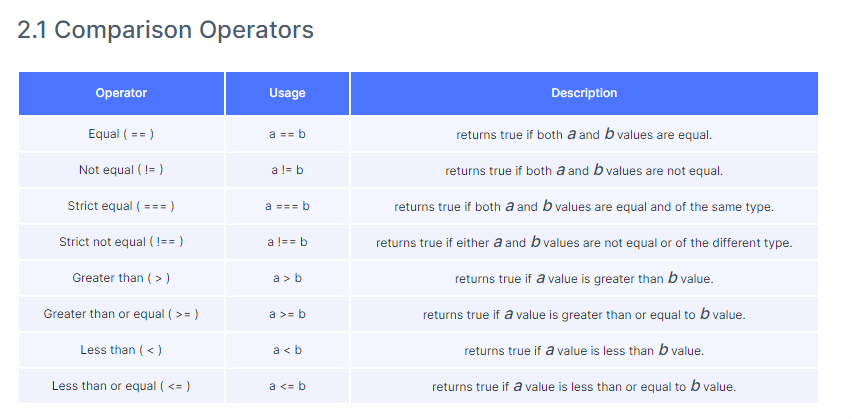 2.1 Comparison Operators
Operator Usage Description
Equal ( == ) a == b returns true if both a and b values are equal.
Not equal ( != ) a != b returns true if both a and b values are not equal.
Strict equal ( === ) a === b returns true if both a and b values are equal and of the same type.
Strict not equal ( !== ) a !== b returns true if either a and b values are not equal or of the different type.
Greater than ( > ) a > b returns true if a value is greater than b value.
Greater than or equal ( >= ) a >= b returns true if a value is greater than or equal to b value.
Less than ( < ) a < b returns true if a value is less than b value.
Less than or equal ( <= ) a <= b returns true if a value is less than or equal to b value.